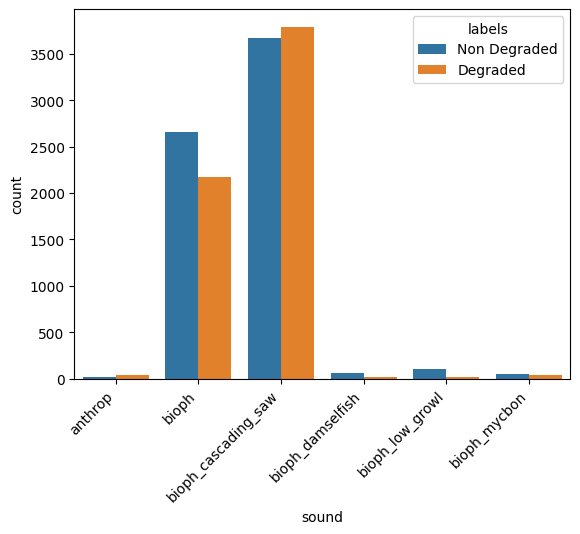 labels
Non Degraded
Degraded
3500
3000
2500
2000
1500
1000
500
0
count
anthrop
bioph
bioph_cascading_saw
bioph_damselfish
bioph_low_growl
bioph_mycbon
sound